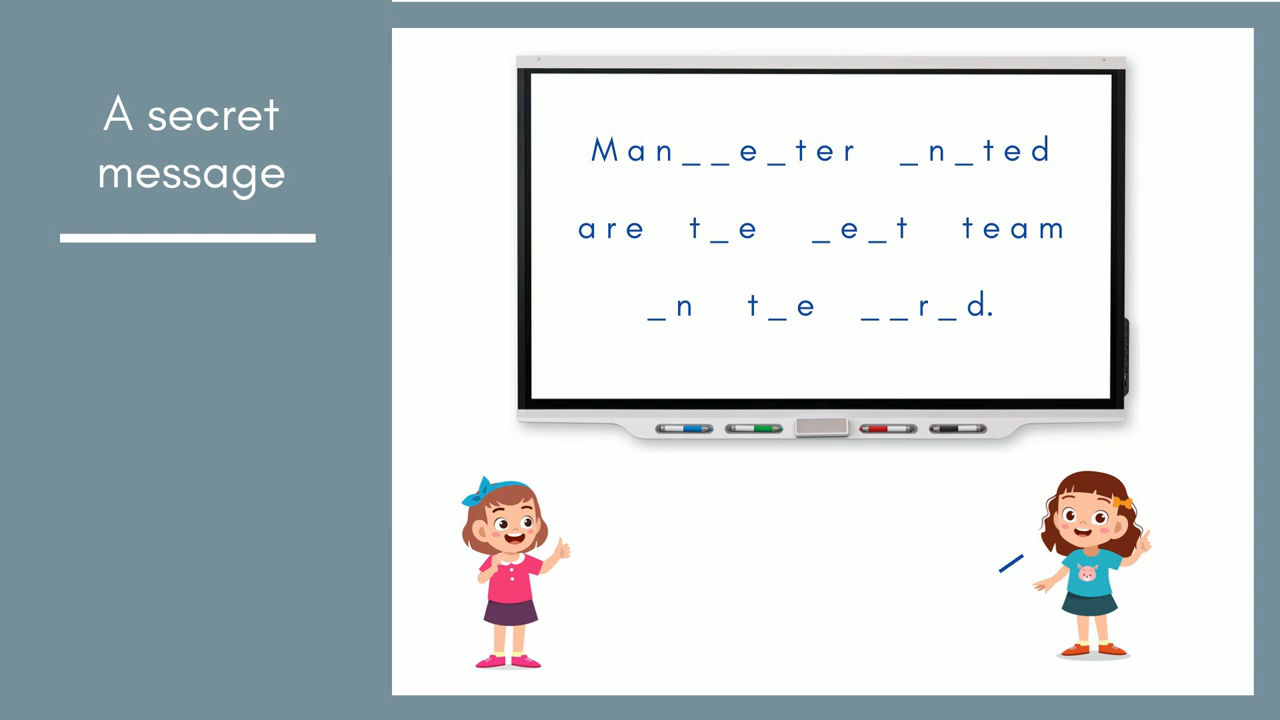 A secret
message
Man__e_ter _n_ted
are t_e _e_t team
_n t_e __r_d.